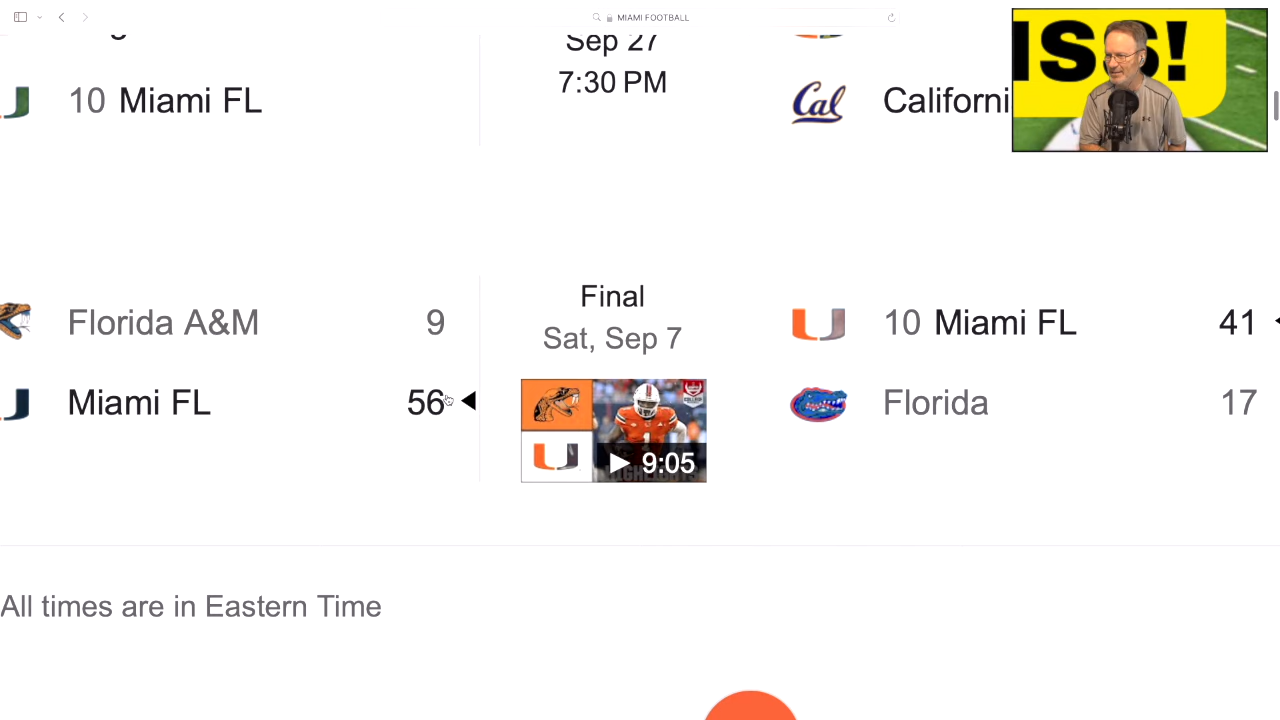 MIAMI FOOTBALL
Sep 27
7:30 PM
10 Miami FL
Cal
Californi
ISS!
Florida A&M 9
Miami FL 56
Final
Sat, Sep 7
9:05
10 Miami FL 41
Florida 17
All times are in Eastern Time